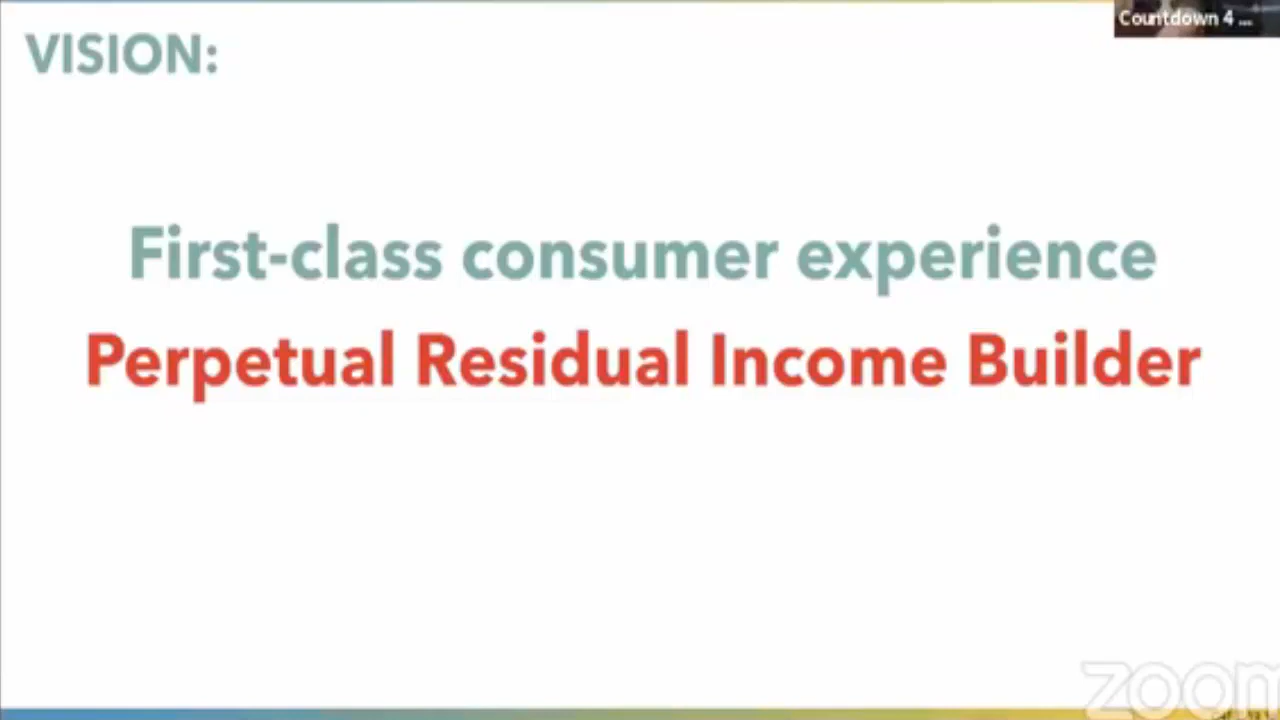 Countdown 4 ...
VISION:
First-class consumer experience
Perpetual Residual Income Builder
zoom